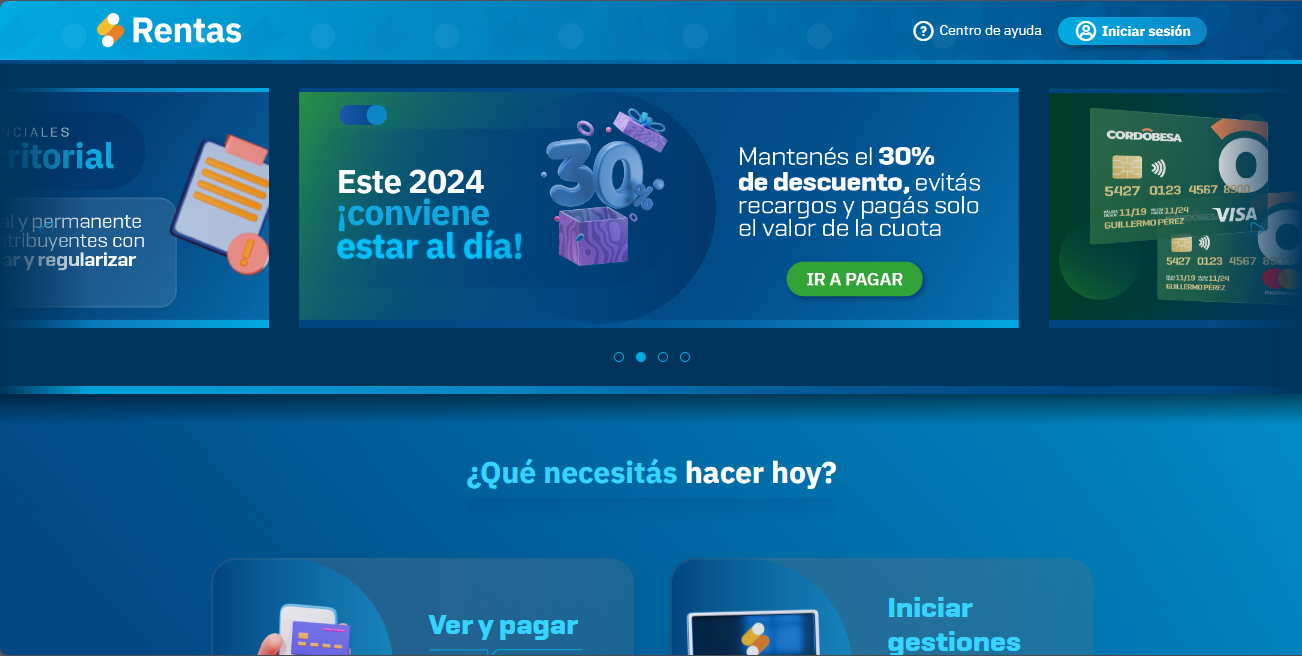 Rentas
Centro de ayuda
Iniciar sesión
NCIALES
ritorial
al y permanente
ntribuyentes con
ar y regularizar
Este 2024
¡conviene
estar al día!
30%
Mantenés el 30%
de descuento, evitás
recargos y pagás solo
el valor de la cuota
IR A PAGAR
CORDOBESA
5427 0123 4567 8900
11/19 11/24
GUILLERMO PÉREZ
VISA
5427 0123 4567
11/19 11/24
GUILLERMO PÉREZ
¿Qué necesitás hacer hoy?
Ver y pagar
Iniciar
gestiones